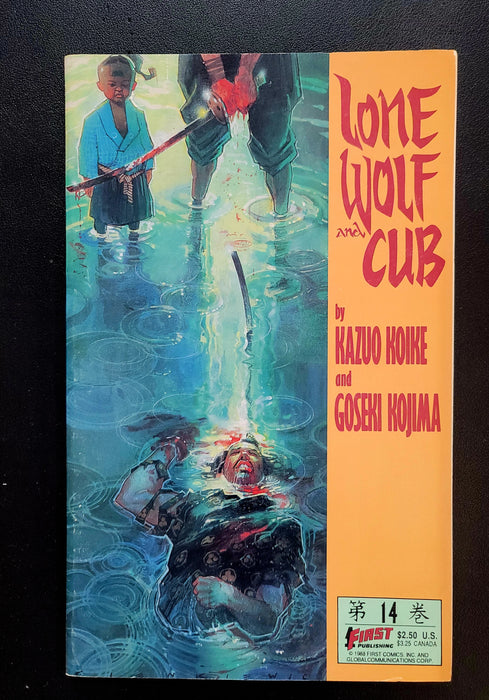 LONE
WOLF
and
CUB
by
KAZUO KOIKE
and
GOSEKI KOJIMA
第 14 巻
FIRST
PUBLISHING
$2.50 U.S.
$3.25 CANADA
© 1988 FIRST COMICS, INC. AND
GLOBALCOMMUNICATIONS CORP.